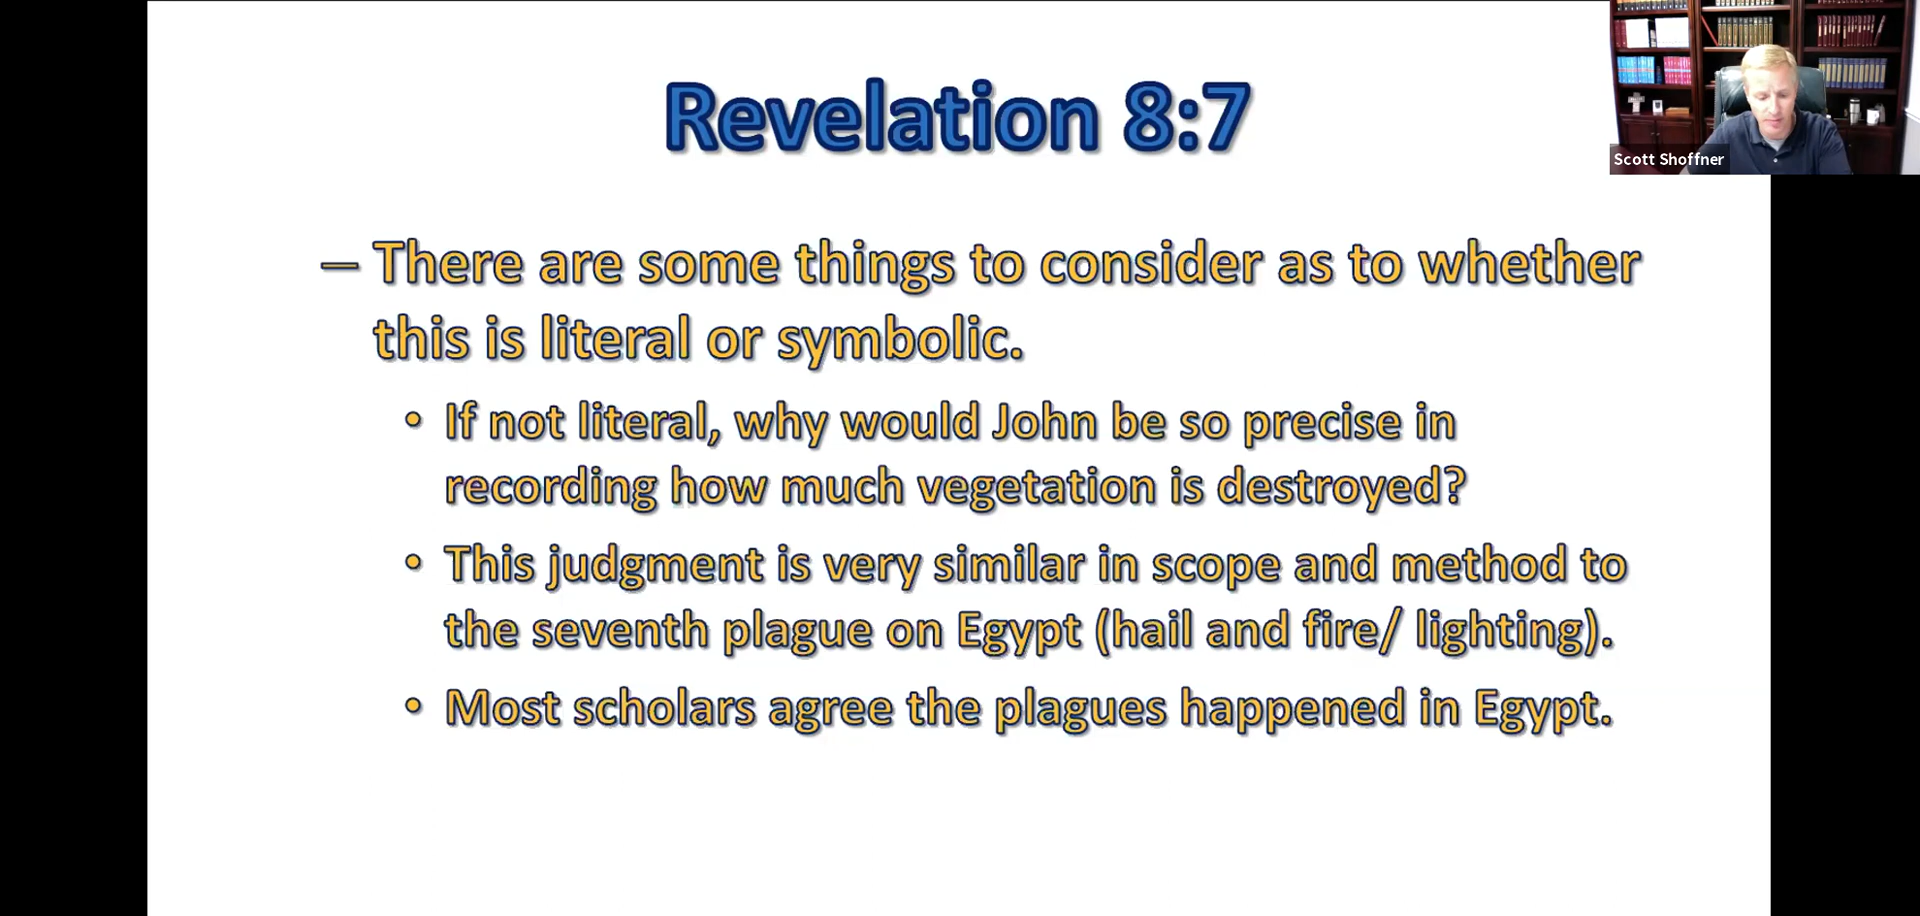 Revelation 8:7
Scott Shoffner
– There are some things to consider as to whether
this is literal or symbolic.
• If not literal, why would John be so precise in
recording how much vegetation is destroyed?
• This judgment is very similar in scope and method to
the seventh plague on Egypt (hail and fire/ lighting).
• Most scholars agree the plagues happened in Egypt.